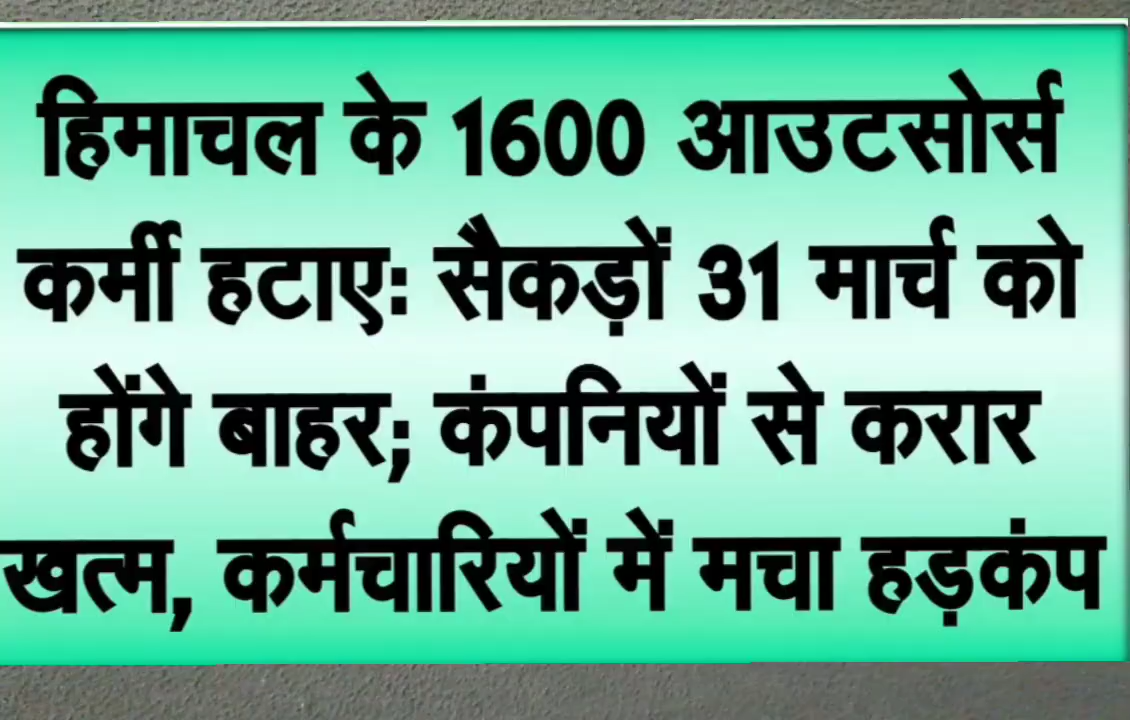 हिमाचल के 1600 आउटसोर्स
कर्मी हटाए: सैकड़ों 31 मार्च को
होंगे बाहर; कंपनियों से करार
खत्म, कर्मचारियों में मचा हड़कंप